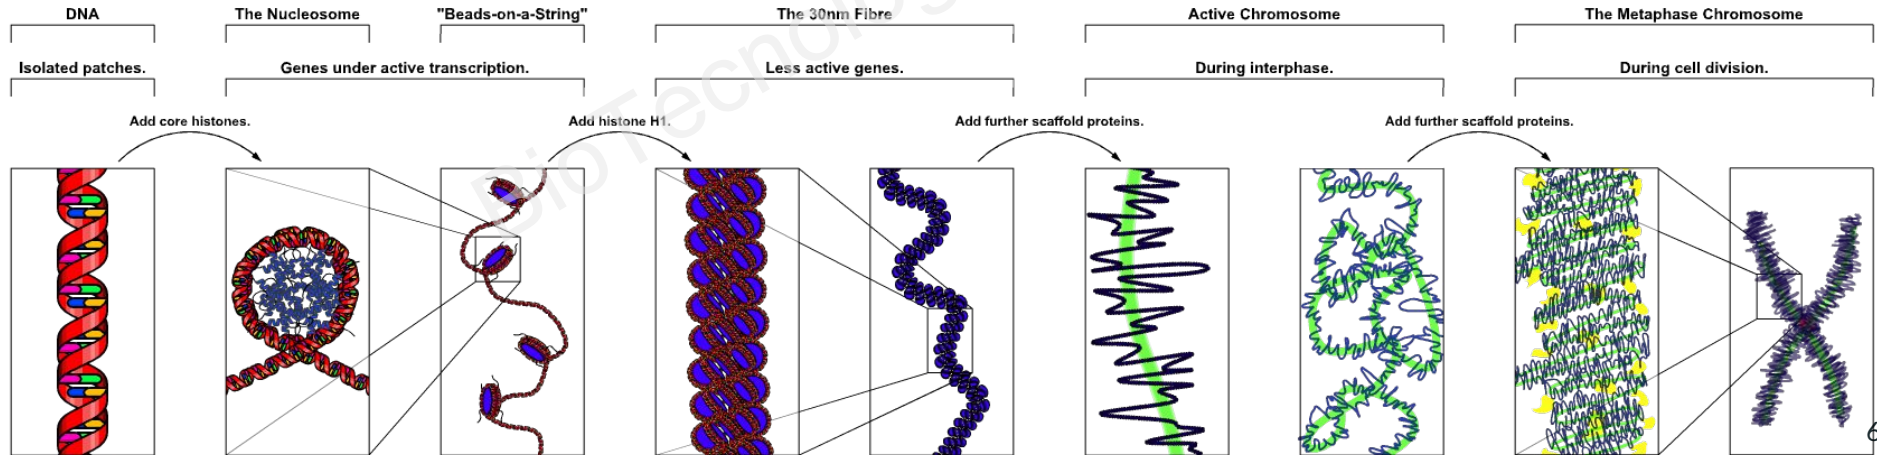 DNA
The Nucleosome
"Beads-on-a-String"
The 30nm Fibre
Active Chromosome
The Metaphase Chromosome
Isolated patches.
Genes under active transcription.
Less active genes.
During interphase.
During cell division.
Add core histones.
Add histone H1.
Add further scaffold proteins.
Add further scaffold proteins.
6